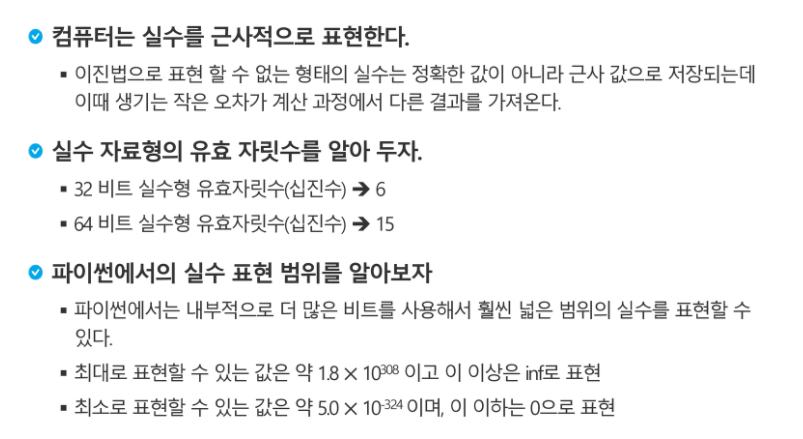 컴퓨터는 실수를 근사적으로 표현한다.
▪ 이진법으로 표현 할 수 없는 형태의 실수는 정확한 값이 아니라 근사 값으로 저장되는데
이때 생기는 작은 오차가 계산 과정에서 다른 결과를 가져온다.
실수 자료형의 유효 자릿수를 알아 두자.
▪ 32 비트 실수형 유효자릿수(십진수) ➔ 6
▪ 64 비트 실수형 유효자릿수(십진수) ➔ 15
파이썬에서의 실수 표현 범위를 알아보자
▪ 파이썬에서는 내부적으로 더 많은 비트를 사용해서 훨씬 넓은 범위의 실수를 표현할 수
있다.
▪ 최대로 표현할 수 있는 값은 약 1.8 × 10³⁰⁸ 이고 이 이상은 inf로 표현
▪ 최소로 표현할 수 있는 값은 약 5.0 × 10⁻³²⁴ 이며, 이 이하는 0으로 표현